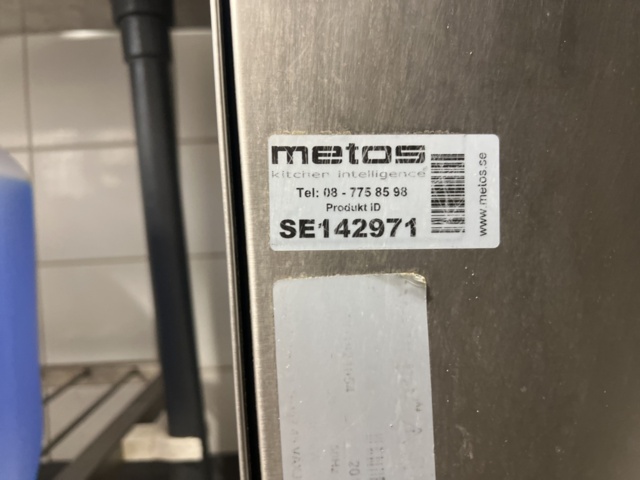 metos
kitchen intelligence
Tel: 08 - 775 85 98
Produkt iD
SE142971
www.metos.se